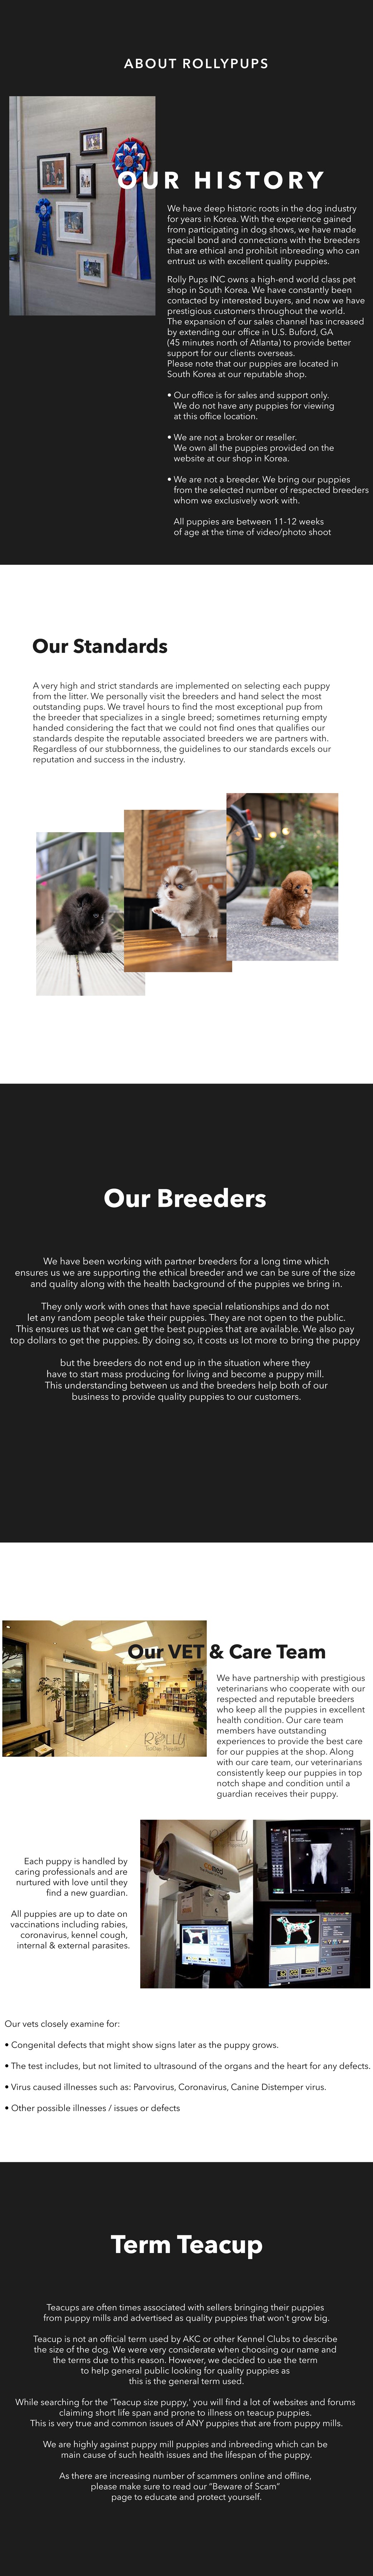 ABOUT ROLLYPUPS
OUR HISTORY
We have deep historic roots in the dog industry
for years in Korea. With the experience gained
from participating in dog shows, we have made
special bond and connections with the breeders
that are ethical and prohibit inbreeding who can
entrust us with excellent quality puppies.
Rolly Pups INC owns a high-end world class pet
shop in South Korea. We have constantly been
contacted by interested buyers, and now we have
prestigious customers throughout the world.
The expansion of our sales channel has increased
by extending our office in U.S. Buford, GA
(45 minutes north of Atlanta) to provide better
support for our clients overseas.
Please note that our puppies are located in
South Korea at our reputable shop.
• Our office is for sales and support only.
We do not have any puppies for viewing
at this office location.
• We are not a broker or reseller.
We own all the puppies provided on the
website at our shop in Korea.
• We are not a breeder. We bring our puppies
from the selected number of respected breeders
whom we exclusively work with.
All puppies are between 11-12 weeks
of age at the time of video/photo shoot
Our Standards
A very high and strict standards are implemented on selecting each puppy
from the litter. We personally visit the breeders and hand select the most
outstanding pups. We travel hours to find the most exceptional pup from
the breeder that specializes in a single breed; sometimes returning empty
handed considering the fact that we could not find ones that qualifies our
standards despite the reputable associated breeders we are partners with.
Regardless of our stubbornness, the guidelines to our standards excels our
reputation and success in the industry.
Our Breeders
We have been working with partner breeders for a long time which
ensures us we are supporting the ethical breeder and we can be sure of the size
and quality along with the health background of the puppies we bring in.
They only work with ones that have special relationships and do not
let any random people take their puppies. They are not open to the public.
This ensures us that we can get the best puppies that are available. We also pay
top dollars to get the puppies. By doing so, it costs us lot more to bring the puppy
but the breeders do not end up in the situation where they
have to start mass producing for living and become a puppy mill.
This understanding between us and the breeders help both of our
business to provide quality puppies to our customers.
Our VET & Care Team
We have partnership with prestigious
veterinarians who cooperate with our
respected and reputable breeders
who keep all the puppies in excellent
health condition. Our care team
members have outstanding
experiences to provide the best care
for our puppies at the shop. Along
with our care team, our veterinarians
consistently keep our puppies in top
notch shape and condition until a
guardian receives their puppy.
ROLLY
Each puppy is handled by
caring professionals and are
nurtured with love until they
find a new guardian.
All puppies are up to date on
vaccinations including rabies,
coronavirus, kennel cough,
internal & external parasites.
Our vets closely examine for:
• Congenital defects that might show signs later as the puppy grows.
• The test includes, but not limited to ultrasound of the organs and the heart for any defects.
• Virus caused illnesses such as: Parvovirus, Coronavirus, Canine Distemper virus.
• Other possible illnesses / issues or defects
Term Teacup
Teacups are often times associated with sellers bringing their puppies
from puppy mills and advertised as quality puppies that won't grow big.
Teacup is not an official term used by AKC or other Kennel Clubs to describe
the size of the dog. We were very considerate when choosing our name and
the terms due to this reason. However, we decided to use the term
to help general public looking for quality puppies as
this is the general term used.
While searching for the 'Teacup size puppy,' you will find a lot of websites and forums
claiming short life span and prone to illness on teacup puppies.
This is very true and common issues of ANY puppies that are from puppy mills.
We are highly against puppy mill puppies and inbreeding which can be
main cause of such health issues and the lifespan of the puppy.
As there are increasing number of scammers online and offline,
please make sure to read our "Beware of Scam"
page to educate and protect yourself.